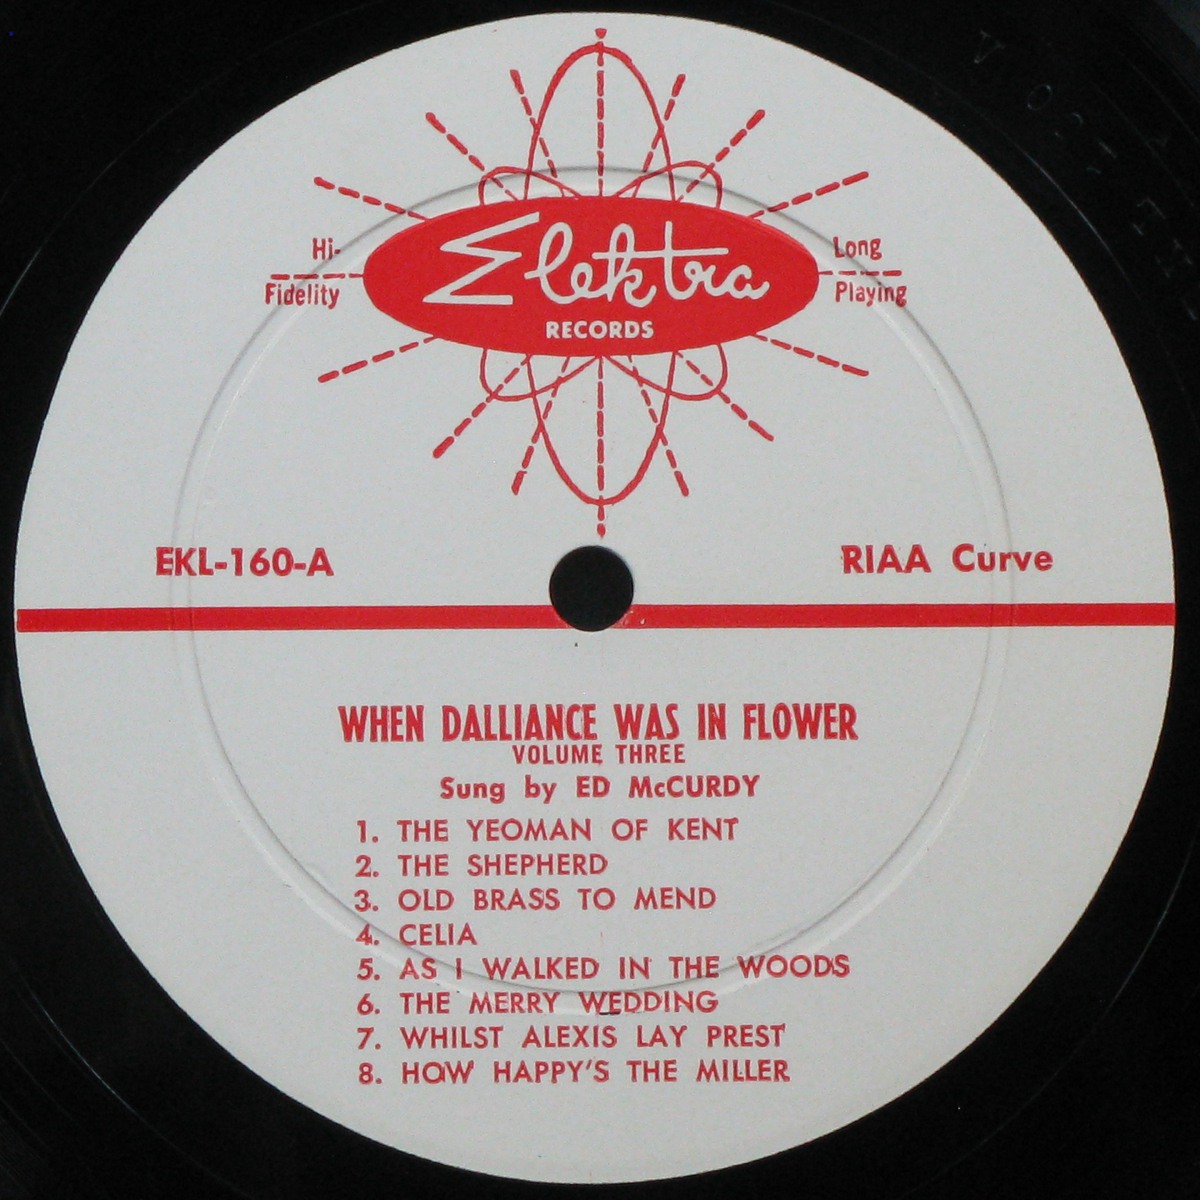 Hi-
Fidelity
Elektra
RECORDS
Long
Playing
EKL-160-A
RIAA Curve
WHEN DALLIANCE WAS IN FLOWER
VOLUME THREE
Sung by ED McCURDY
1. THE YEOMAN OF KENT
2. THE SHEPHERD
3. OLD BRASS TO MEND
4. CELIA
5. AS I WALKED IN THE WOODS
6. THE MERRY WEDDING
7. WHILST ALEXIS LAY PREST
8. HOW HAPPY'S THE MILLER